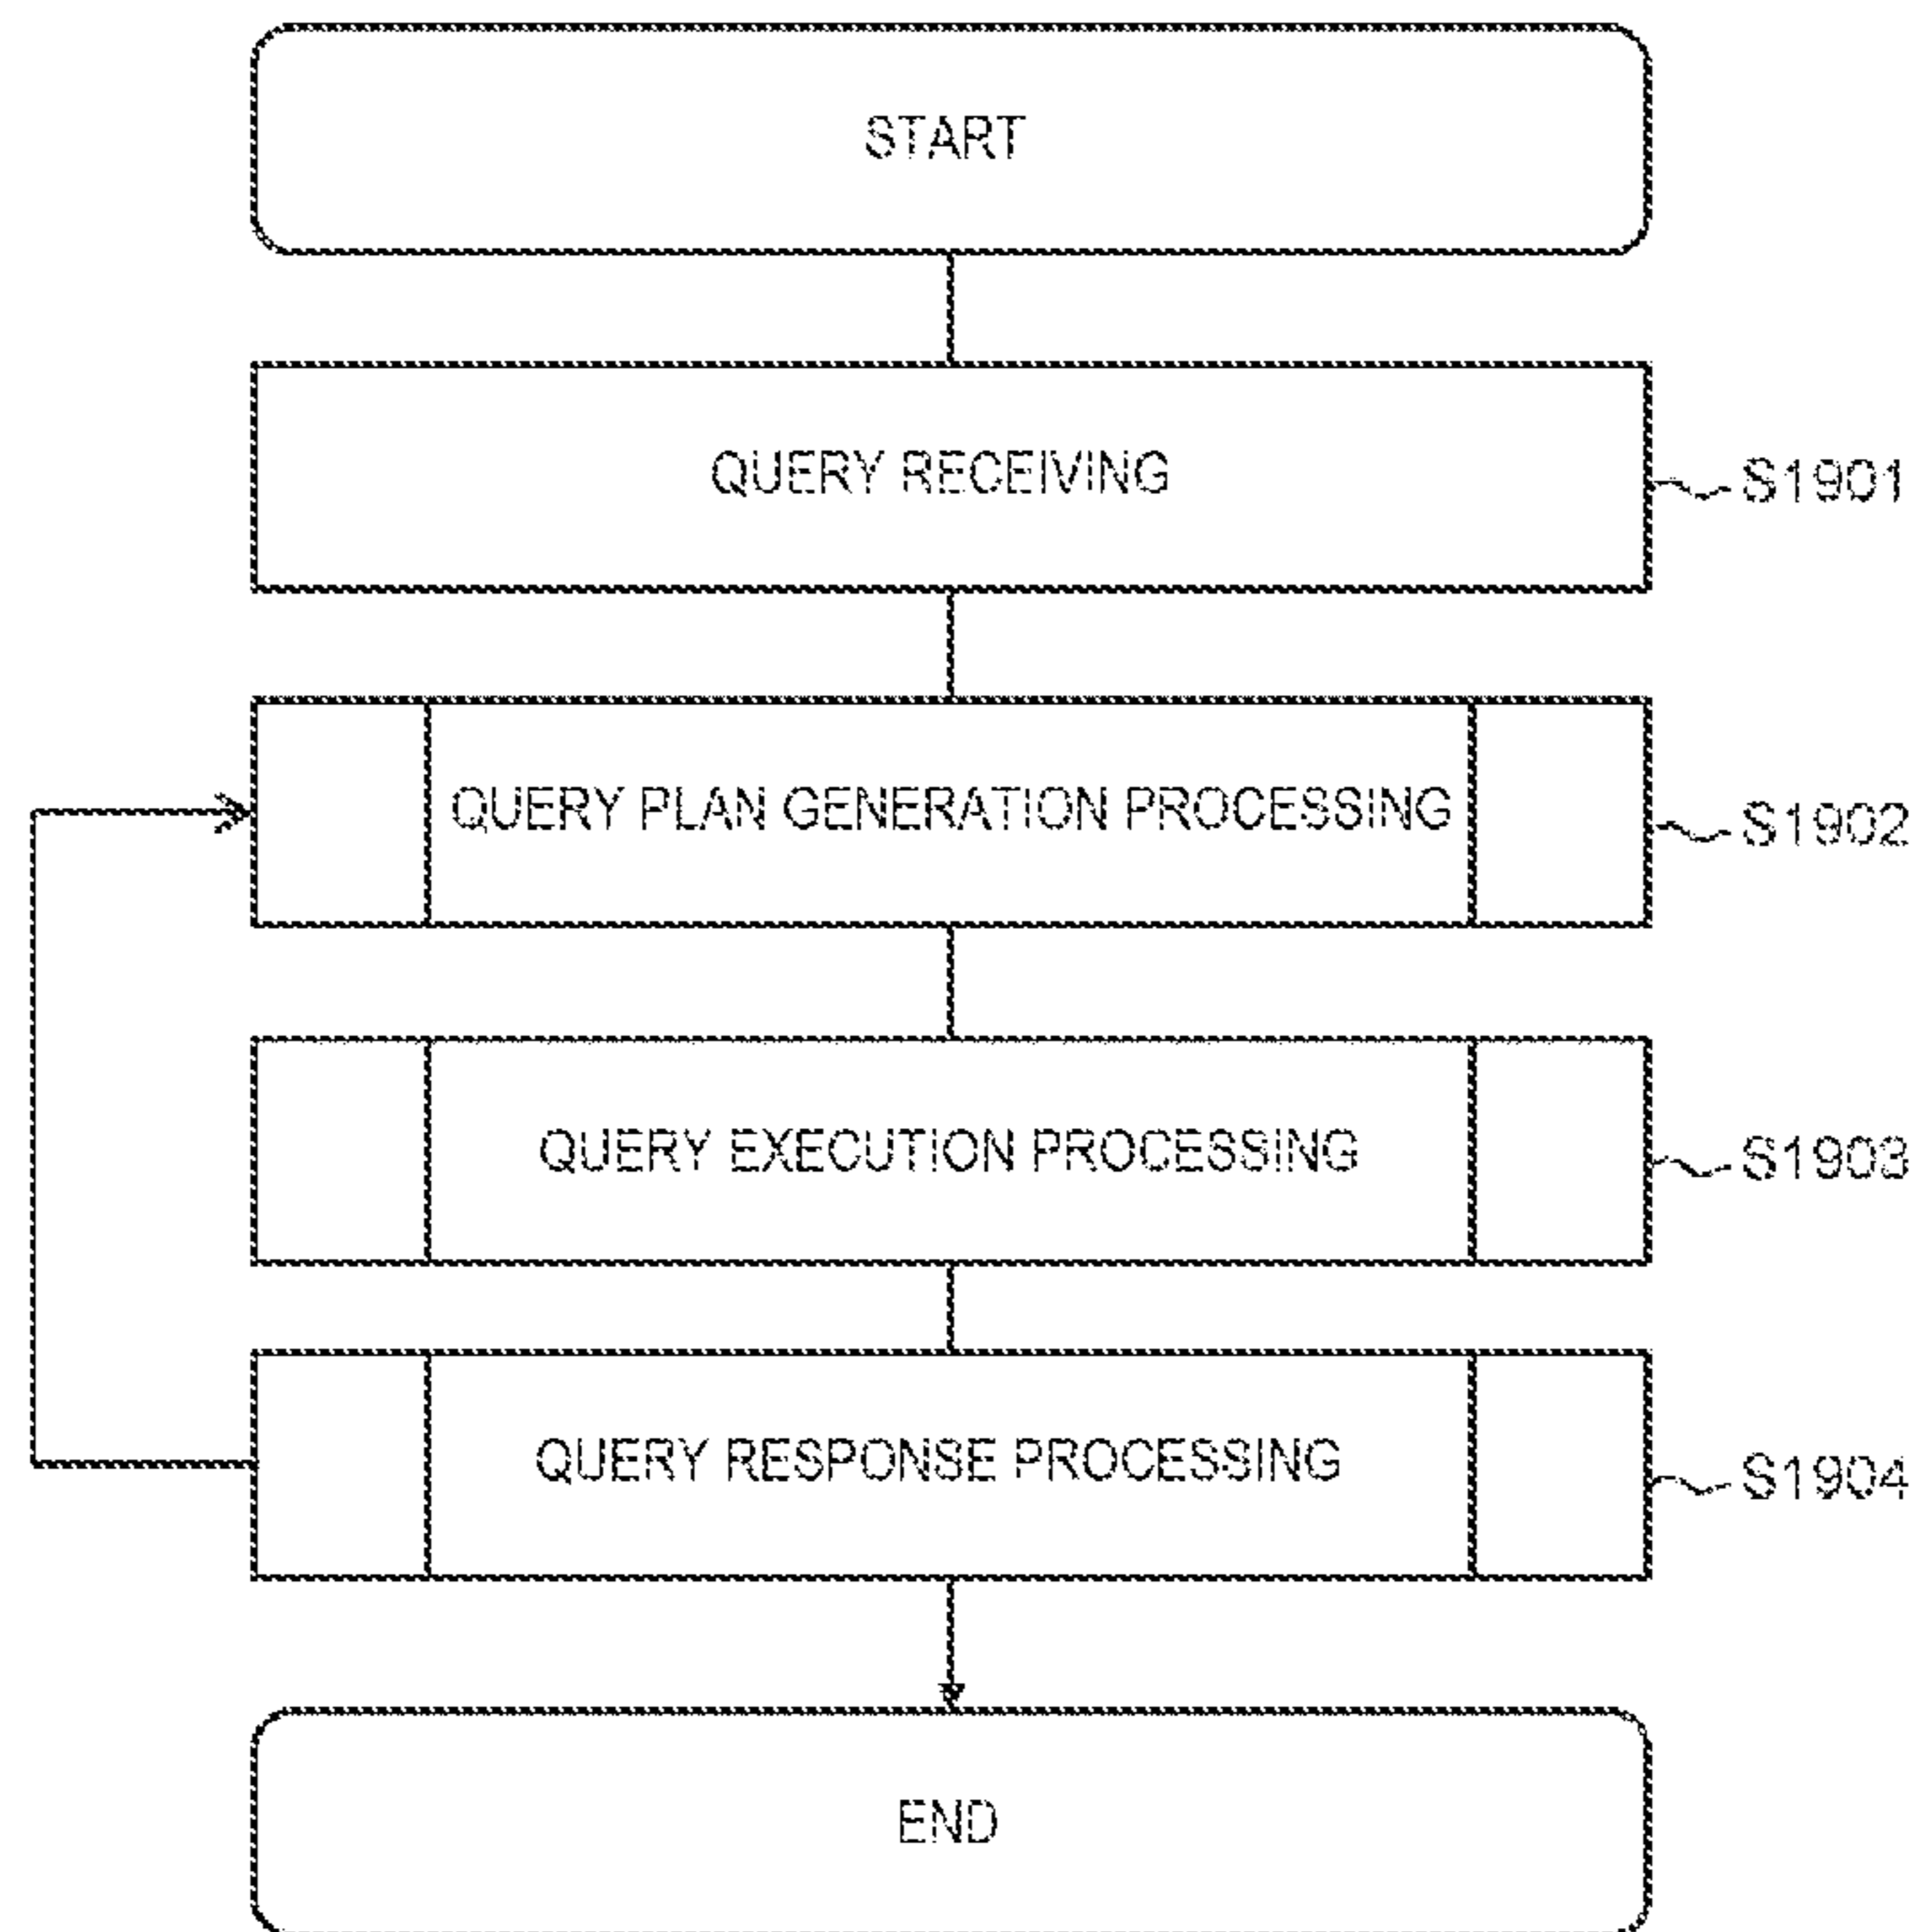 START
QUERY RECEIVING
S1901
QUERY PLAN GENERATION PROCESSING
S1902
QUERY EXECUTION PROCESSING
S1903
QUERY RESPONSE PROCESSING
S1904
END